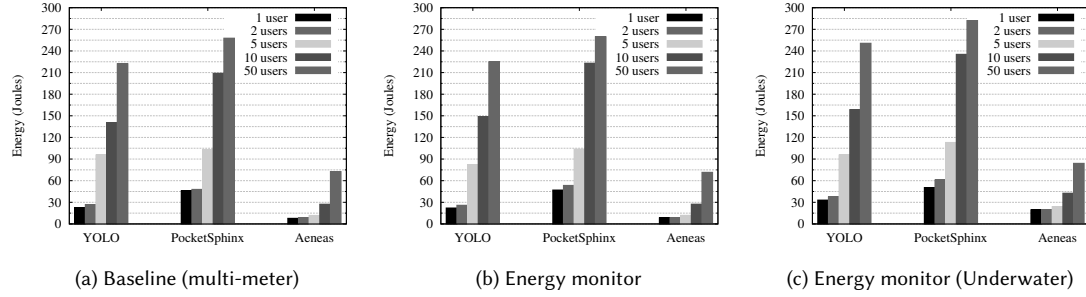 Energy (Joules)
300
270
240
210
180
150
120
90
60
30
0
1 user
2 users
5 users
10 users
50 users
YOLO PocketSphinx Aeneas
(a) Baseline (multi-meter)
Energy (Joules)
300
270
240
210
180
150
120
90
60
30
0
1 user
2 users
5 users
10 users
50 users
YOLO PocketSphinx Aeneas
(b) Energy monitor
Energy (Joules)
300
270
240
210
180
150
120
90
60
30
0
1 user
2 users
5 users
10 users
50 users
YOLO PocketSphinx Aeneas
(c) Energy monitor (Underwater)